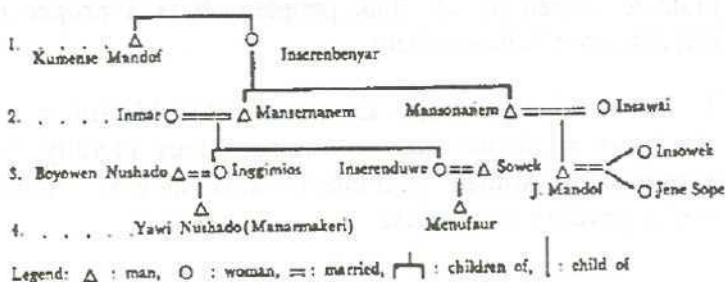 1. . . . . . Kumense Mandof Inserenbenyar
2. . . . . . Inmar Mansernanem Mansonanem Insawai
3. Boyowen Nushado Inggimios Inserenduwe Sowek J. Mandof Insowek
Jene Sope
4. . . . . . Yawi Nushado (Manarmakeri) Menufaur
Legend: △ : man, ○ : woman, = : married, : children of, : child of